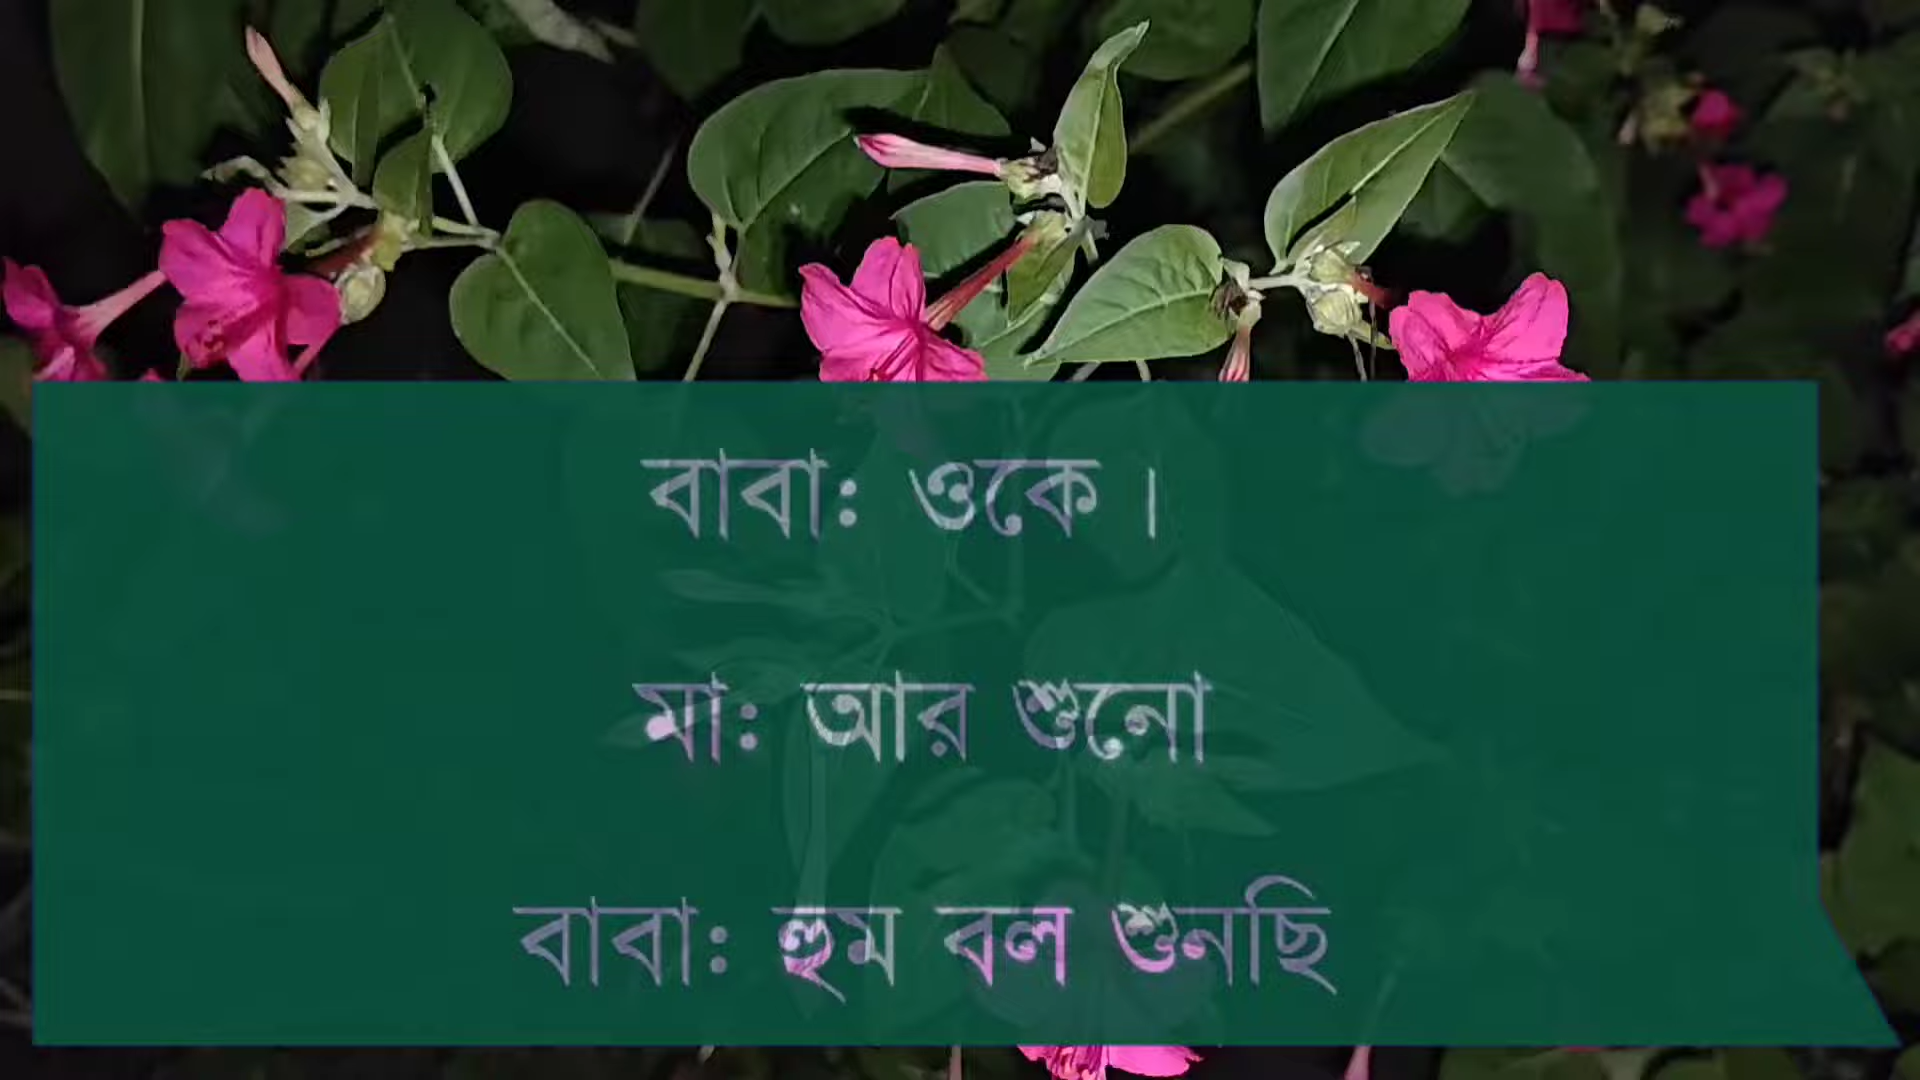 বাবা: ওকে ।
মা: আর শুনো
বাবা: হুম বল শুনছি